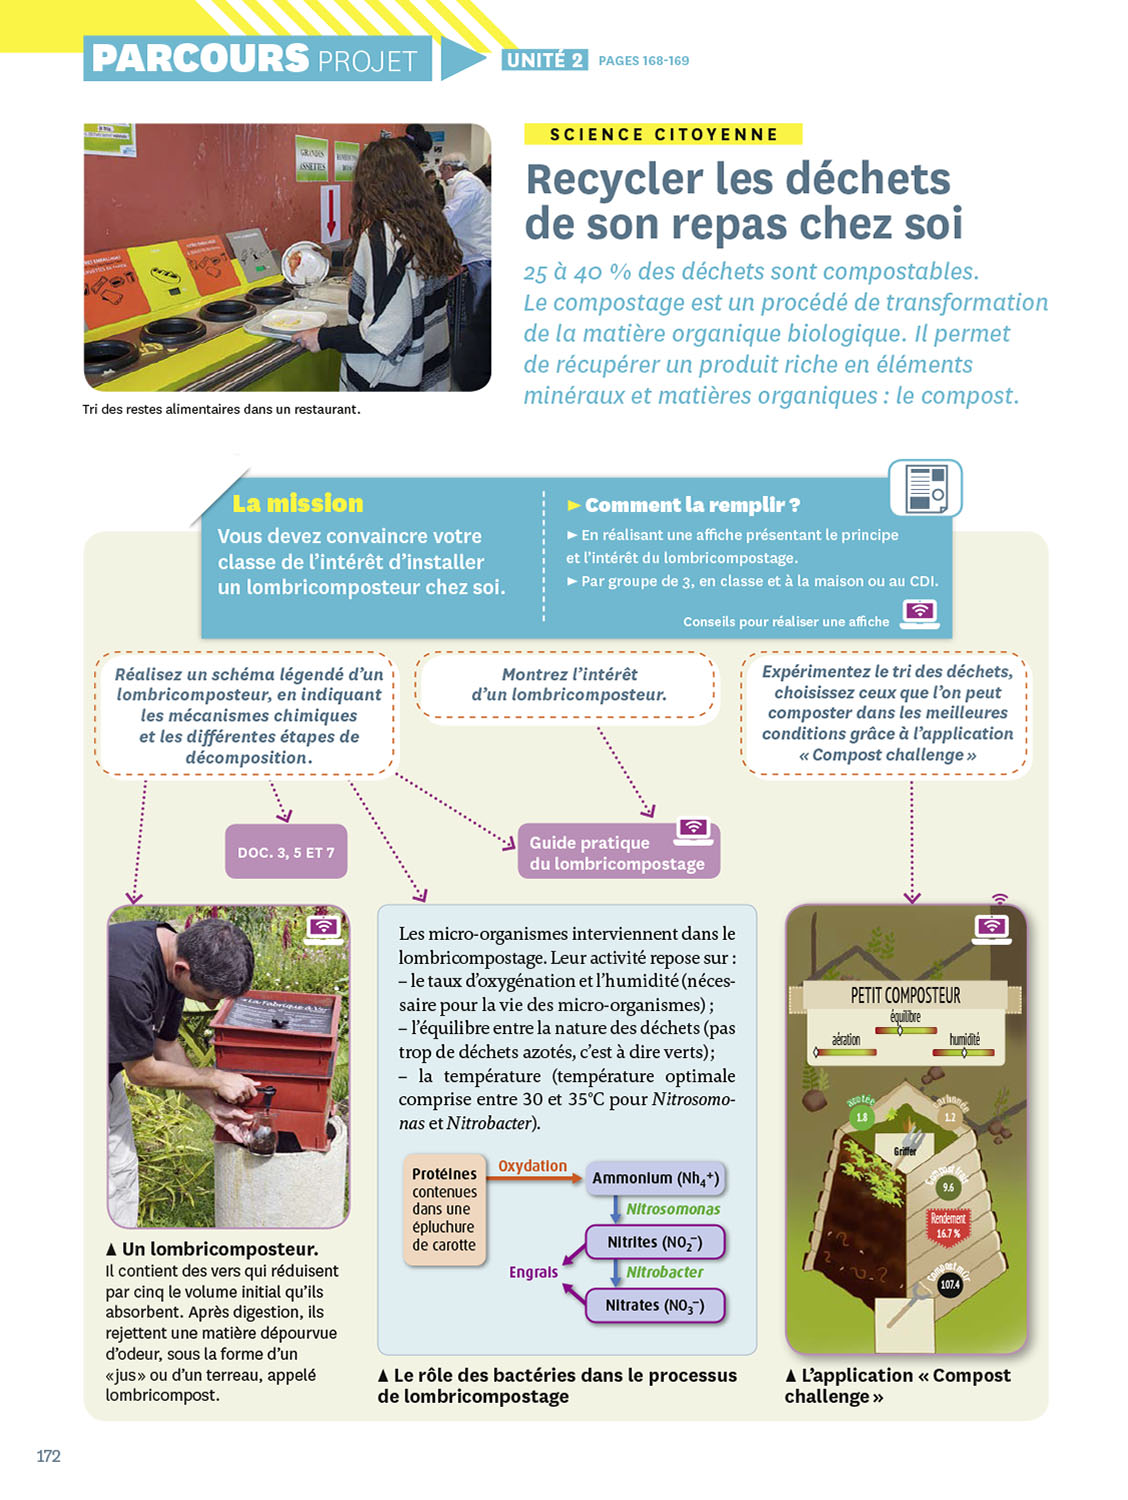 PARCOURS PROJET
UNITÉ 2 PAGES 168-169
GRANDES
ASSIETTES
SCIENCE CITOYENNE
Recycler les déchets
de son repas chez soi
25 à 40 % des déchets sont compostables.
Le compostage est un procédé de transformation
de la matière organique biologique. Il permet
de récupérer un produit riche en éléments
minéraux et matières organiques : le compost.
Tri des restes alimentaires dans un restaurant.
La mission
Vous devez convaincre votre
classe de l'intérêt d'installer
un lombricomposteur chez soi.
► Comment la remplir ?
► En réalisant une affiche présentant le principe
et l'intérêt du lombricompostage.
► Par groupe de 3, en classe et à la maison ou au CDI.
Conseils pour réaliser une affiche
Réalisez un schéma légendé d'un
lombricomposteur, en indiquant
les mécanismes chimiques
et les différentes étapes de
décomposition.
Montrez l'intérêt
d'un lombricomposteur.
Expérimentez le tri des déchets,
choisissez ceux que l'on peut
composter dans les meilleures
conditions grâce à l'application
« Compost challenge »
DOC. 3, 5 ET 7
Guide pratique
du lombricompostage
La Fabrique à
▲ Un lombricomposteur.
Il contient des vers qui réduisent
par cinq le volume initial qu'ils
absorbent. Après digestion, ils
rejettent une matière dépourvue
d'odeur, sous la forme d'un
«jus» ou d'un terreau, appelé
lombricompost.
Les micro-organismes interviennent dans le
lombricompostage. Leur activité repose sur :
– le taux d'oxygénation et l'humidité (néces-
saire pour la vie des micro-organismes) ;
– l'équilibre entre la nature des déchets (pas
trop de déchets azotés, c'est à dire verts);
– la température (température optimale
comprise entre 30 et 35°C pour Nitrosomo-
nas et Nitrobacter).
Protéines
contenues
dans une
épluchure
de carotte
Oxydation
Ammonium (Nh₄⁺)
Nitrosomonas
Nitrites (NO₂⁻)
Engrais
Nitrobacter
Nitrates (NO₃⁻)
▲ Le rôle des bactéries dans le processus
de lombricompostage
PETIT COMPOSTEUR
équilibre
aération
humidité
azotée
1.8
carbonée
1.2
Griffer
Compost frais
9.6
Rendement
16.7 %
Compost mûr
107.4
▲ L'application « Compost
challenge »
172